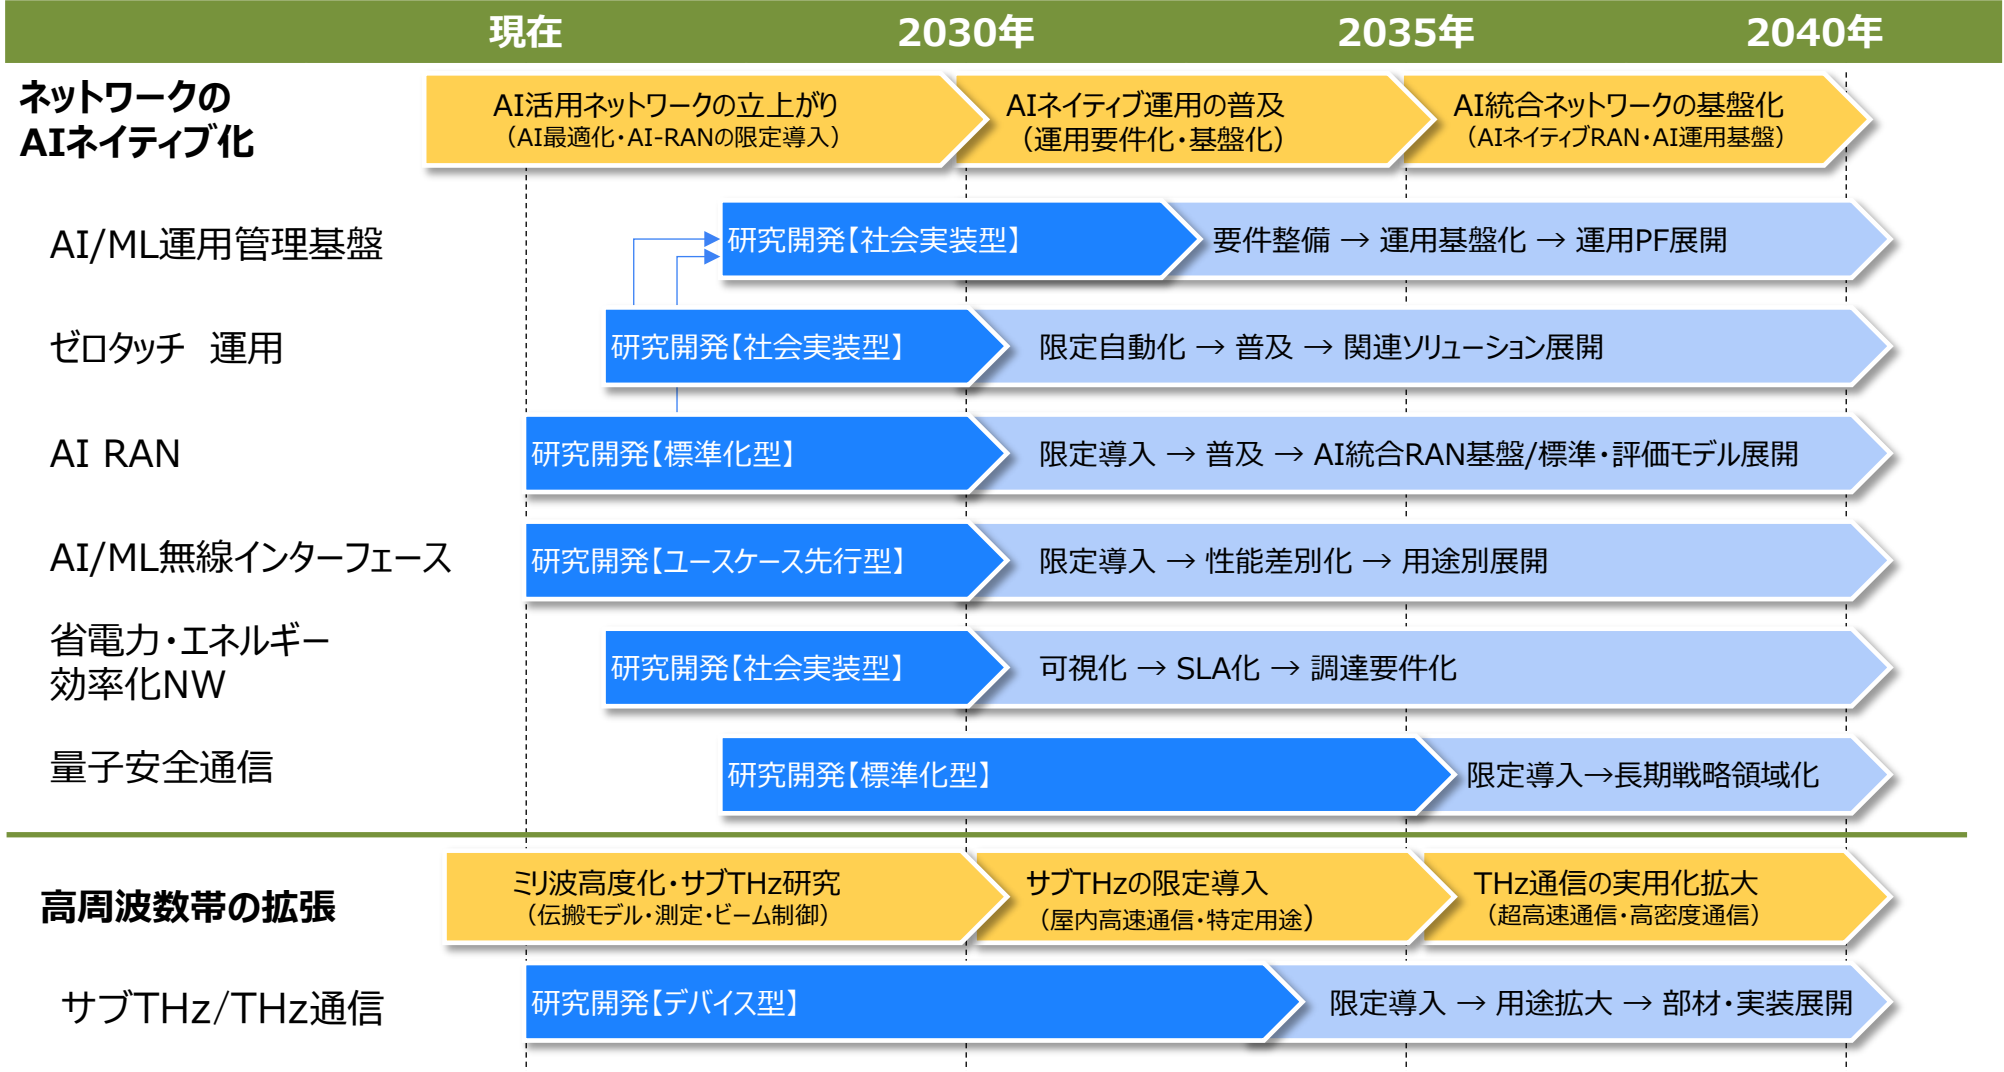 現在 2030年 2035年 2040年
ネットワークの
AIネイティブ化
AI活用ネットワークの立上がり
（AI最適化・AI-RANの限定導入）
AIネイティブ運用の普及
（運用要件化・基盤化）
AI統合ネットワークの基盤化
（AIネイティブRAN・AI運用基盤）
AI/ML運用管理基盤
研究開発【社会実装型】
要件整備 → 運用基盤化 → 運用PF展開
ゼロタッチ 運用
研究開発【社会実装型】
限定自動化 → 普及 → 関連ソリューション展開
AI RAN
研究開発【標準化型】
限定導入 → 普及 → AI統合RAN基盤/標準・評価モデル展開
AI/ML無線インターフェース
研究開発【ユースケース先行型】
限定導入 → 性能差別化 → 用途別展開
省電力・エネルギー
効率化NW
研究開発【社会実装型】
可視化 → SLA化 → 調達要件化
量子安全通信
研究開発【標準化型】
限定導入→長期戦略領域化
高周波数帯の拡張
ミリ波高度化・サブTHz研究
（伝搬モデル・測定・ビーム制御）
サブTHzの限定導入
（屋内高速通信・特定用途）
THz通信の実用化拡大
（超高速通信・高密度通信）
サブTHz/THz通信
研究開発【デバイス型】
限定導入 → 用途拡大 → 部材・実装展開